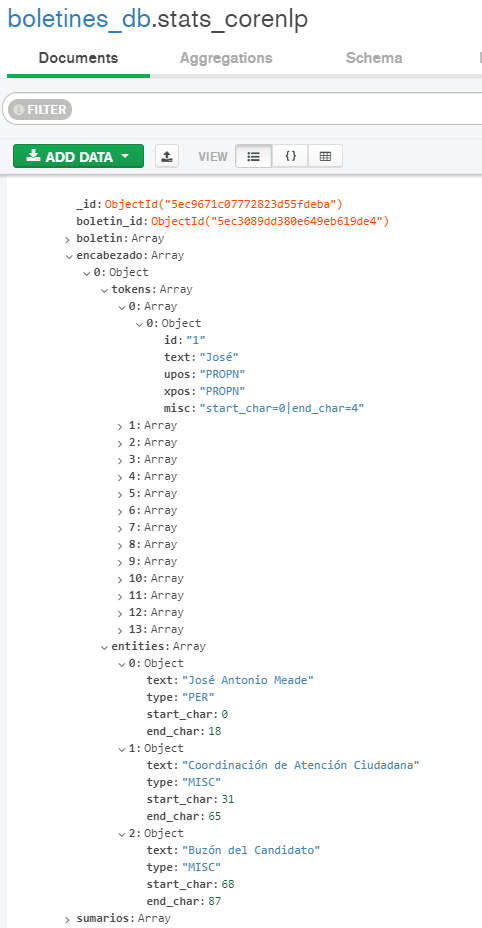 boletines_db.stats_corenlp
Documents Aggregations Schema
FILTER
ADD DATA VIEW {}
_id: ObjectId("5ec9671c07772823d55fdeba")
boletin_id: ObjectId("5ec3089dd380e649eb619de4")
boletin: Array
encabezado: Array
0: Object
tokens: Array
0: Array
0: Object
id: "1"
text: "José"
upos: "PROPN"
xpos: "PROPN"
misc: "start_char=0|end_char=4"
1: Array
2: Array
3: Array
4: Array
5: Array
6: Array
7: Array
8: Array
9: Array
10: Array
11: Array
12: Array
13: Array
entities: Array
0: Object
text: "José Antonio Meade"
type: "PER"
start_char: 0
end_char: 18
1: Object
text: "Coordinación de Atención Ciudadana"
type: "MISC"
start_char: 31
end_char: 65
2: Object
text: "Buzón del Candidato"
type: "MISC"
start_char: 68
end_char: 87
sumarios: Array